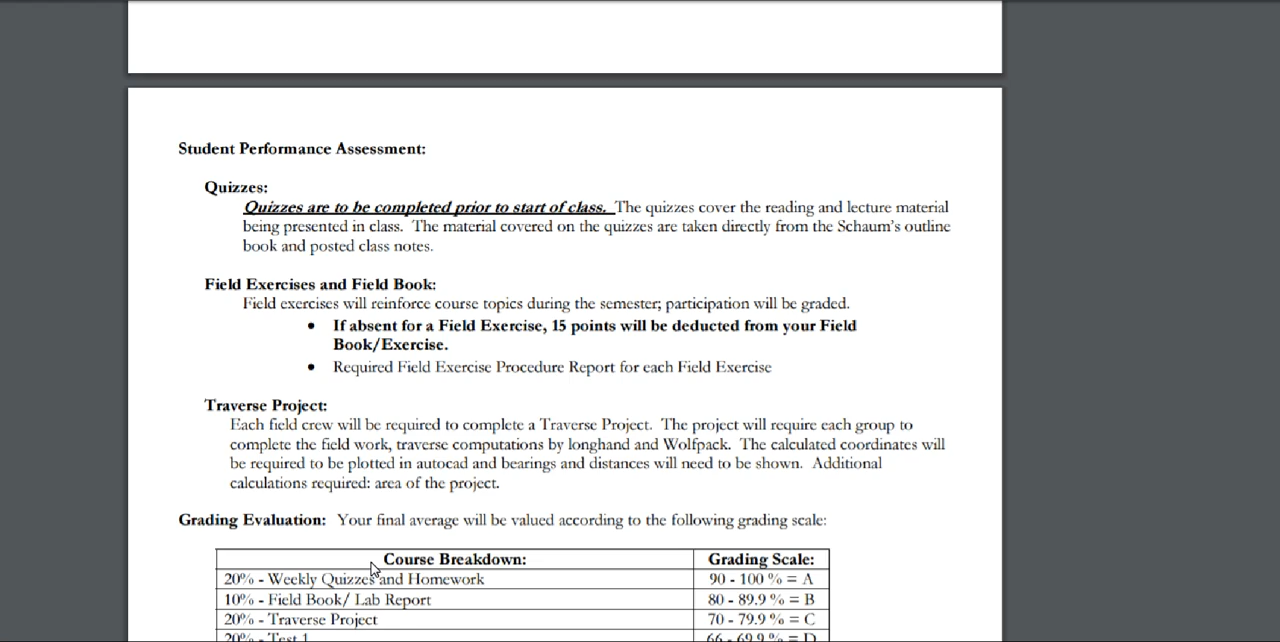 Student Performance Assessment:
Quizzes:
Quizzes are to be completed prior to start of class. The quizzes cover the reading and lecture material
being presented in class. The material covered on the quizzes are taken directly from the Schaum's outline
book and posted class notes.
Field Exercises and Field Book:
Field exercises will reinforce course topics during the semester; participation will be graded.
• If absent for a Field Exercise, 15 points will be deducted from your Field
Book/Exercise.
• Required Field Exercise Procedure Report for each Field Exercise
Traverse Project:
Each field crew will be required to complete a Traverse Project. The project will require each group to
complete the field work, traverse computations by longhand and Wolfpack. The calculated coordinates will
be required to be plotted in autocad and bearings and distances will need to be shown. Additional
calculations required: area of the project.
Grading Evaluation: Your final average will be valued according to the following grading scale:
Course Breakdown: Grading Scale:
20% - Weekly Quizzes and Homework 90 - 100 % = A
10% - Field Book/ Lab Report 80 - 89.9 % = B
20% - Traverse Project 70 - 79.9 % = C
20% - Test 1 66 - 69.9 % = D